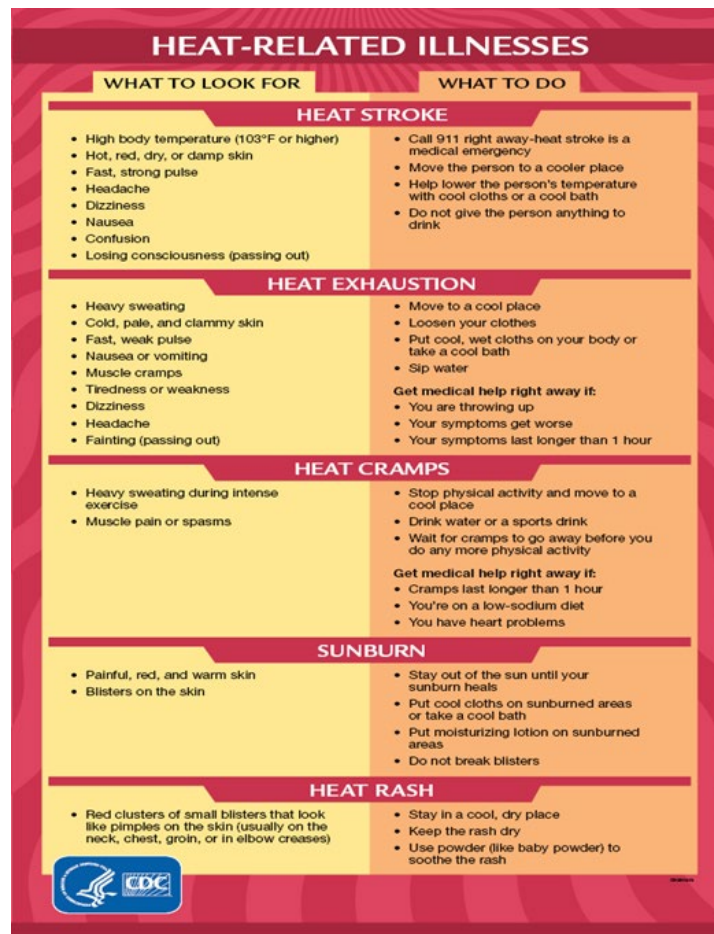 HEAT-RELATED ILLNESSES
WHAT TO LOOK FOR
WHAT TO DO
HEAT STROKE
• High body temperature (103°F or higher)
• Hot, red, dry, or damp skin
• Fast, strong pulse
• Headache
• Dizziness
• Nausea
• Confusion
• Losing consciousness (passing out)
• Call 911 right away-heat stroke is a
medical emergency
• Move the person to a cooler place
• Help lower the person's temperature
with cool cloths or a cool bath
• Do not give the person anything to
drink
HEAT EXHAUSTION
• Heavy sweating
• Cold, pale, and clammy skin
• Fast, weak pulse
• Nausea or vomiting
• Muscle cramps
• Tiredness or weakness
• Dizziness
• Headache
• Fainting (passing out)
• Move to a cool place
• Loosen your clothes
• Put cool, wet cloths on your body or
take a cool bath
• Sip water
Get medical help right away if:
• You are throwing up
• Your symptoms get worse
• Your symptoms last longer than 1 hour
HEAT CRAMPS
• Heavy sweating during intense
exercise
• Muscle pain or spasms
• Stop physical activity and move to a
cool place
• Drink water or a sports drink
• Wait for cramps to go away before you
do any more physical activity
Get medical help right away if:
• Cramps last longer than 1 hour
• You're on a low-sodium diet
• You have heart problems
SUNBURN
• Painful, red, and warm skin
• Blisters on the skin
• Stay out of the sun until your
sunburn heals
• Put cool cloths on sunburned areas
or take a cool bath
• Put moisturizing lotion on sunburned
areas
• Do not break blisters
HEAT RASH
• Red clusters of small blisters that look
like pimples on the skin (usually on the
neck, chest, groin, or in elbow creases)
• Stay in a cool, dry place
• Keep the rash dry
• Use powder (like baby powder) to
soothe the rash
CDC